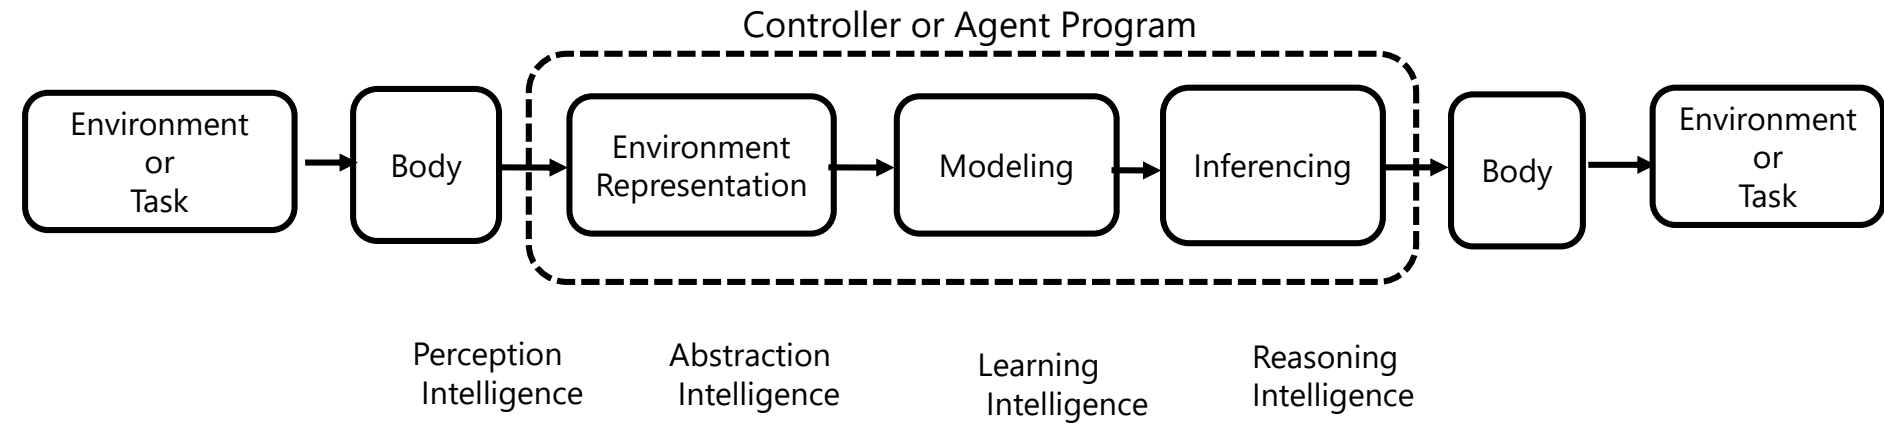 Controller or Agent Program
Environment
or
Task
Body
Environment
Representation
Modeling
Inferencing
Body
Environment
or
Task
Perception
Intelligence
Abstraction
Intelligence
Learning
Intelligence
Reasoning
Intelligence